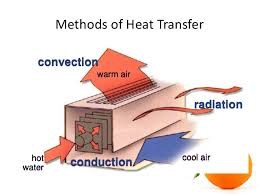 Methods of Heat Transfer
convection
warm air
radiation
hot
water
conduction
cool air